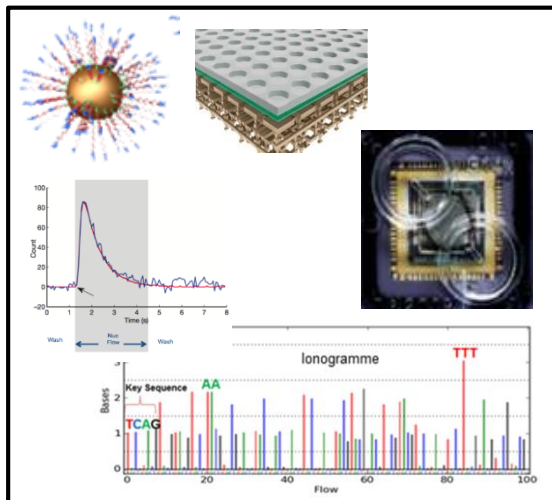 100
80
60
40
20
0
−20
Count
0 1 2 3 4 5 6 7 8
Time (s)
Wash
Nuc
Flow
Wash
Ionogramme
TTT
Key Sequence
AA
TCAG
3
2
1
0
Bases
0 20 40 60 80 100
Flow